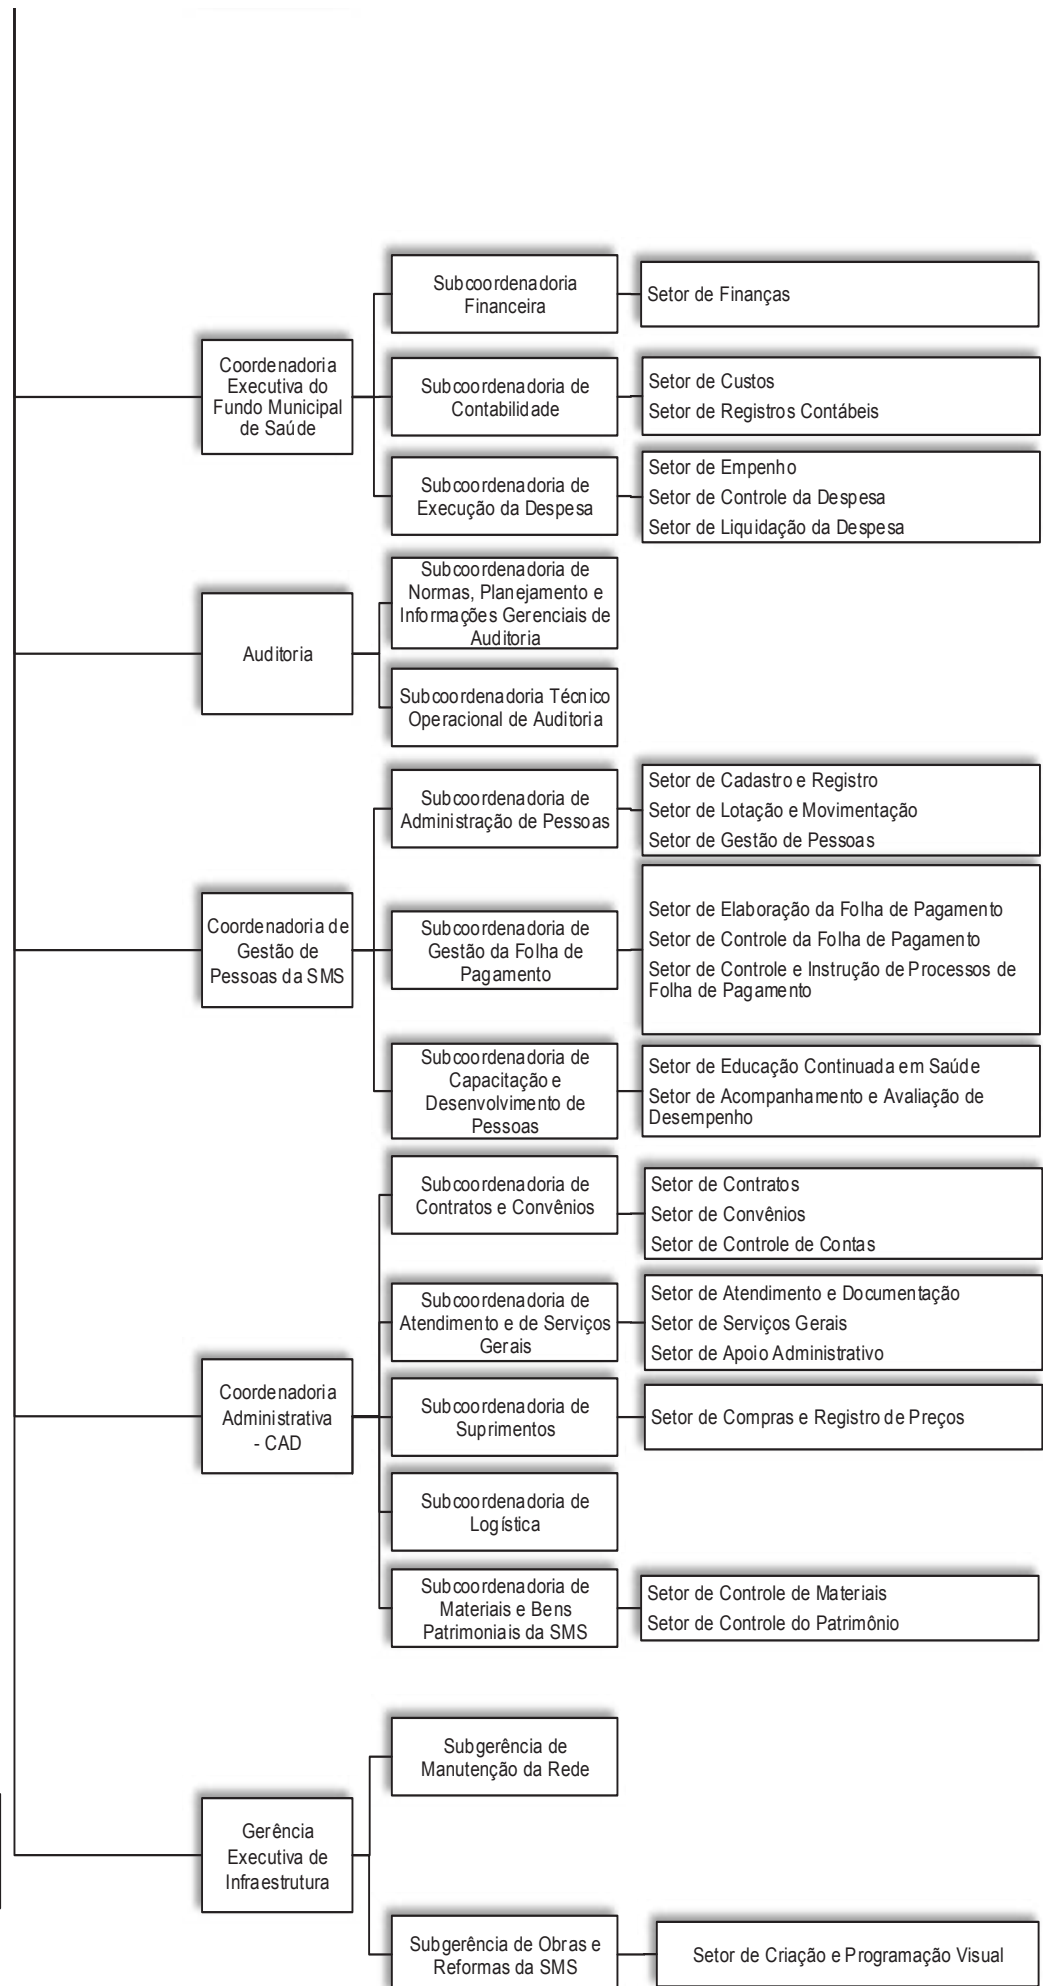 Subcoordenadoria
Financeira
Setor de Finanças
Coordenadoria
Executiva do
Fundo Municipal
de Saúde
Subcoordenadoria de
Contabilidade
Setor de Custos
Setor de Registros Contábeis
Subcoordenadoria de
Execução da Despesa
Setor de Empenho
Setor de Controle da Despesa
Setor de Liquidação da Despesa
Auditoria
Subcoordenadoria de
Normas, Planejamento e
Informações Gerenciais de
Auditoria
Subcoordenadoria Técnico
Operacional de Auditoria
Coordenadoria de
Gestão de
Pessoas da SMS
Subcoordenadoria de
Administração de Pessoas
Setor de Cadastro e Registro
Setor de Lotação e Movimentação
Setor de Gestão de Pessoas
Subcoordenadoria de
Gestão da Folha de
Pagamento
Setor de Elaboração da Folha de Pagamento
Setor de Controle da Folha de Pagamento
Setor de Controle e Instrução de Processos de
Folha de Pagamento
Subcoordenadoria de
Capacitação e
Desenvolvimento de
Pessoas
Setor de Educação Continuada em Saúde
Setor de Acompanhamento e Avaliação de
Desempenho
Coordenadoria
Administrativa
- CAD
Subcoordenadoria de
Contratos e Convênios
Setor de Contratos
Setor de Convênios
Setor de Controle de Contas
Subcoordenadoria de
Atendimento e de Serviços
Gerais
Setor de Atendimento e Documentação
Setor de Serviços Gerais
Setor de Apoio Administrativo
Subcoordenadoria de
Suprimentos
Setor de Compras e Registro de Preços
Subcoordenadoria de
Logística
Subcoordenadoria de
Materiais e Bens
Patrimoniais da SMS
Setor de Controle de Materiais
Setor de Controle do Patrimônio
Gerência
Executiva de
Infraestrutura
Subgerência de
Manutenção da Rede
Subgerência de Obras e
Reformas da SMS
Setor de Criação e Programação Visual